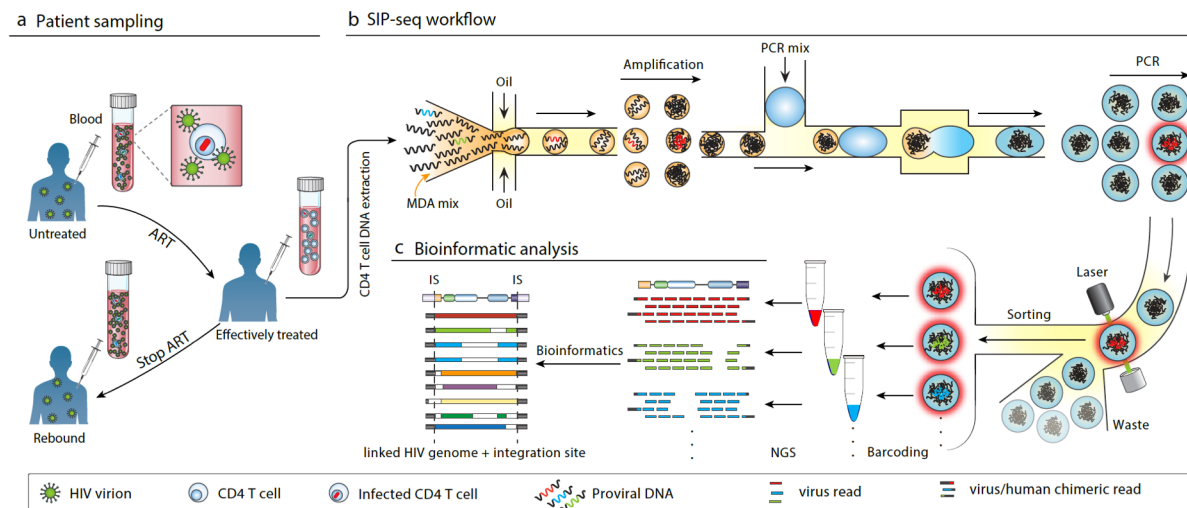 a Patient sampling
b SIP-seq workflow
Blood
Untreated
ART
Effectively treated
Stop ART
Rebound
CD4 T cell DNA extraction
MDA mix
Oil
Oil
Amplification
PCR mix
PCR
Laser
Sorting
Waste
c Bioinformatic analysis
IS IS
Bioinformatics
linked HIV genome + integration site
NGS
Barcoding
HIV virion
CD4 T cell
Infected CD4 T cell
Proviral DNA
virus read
virus/human chimeric read